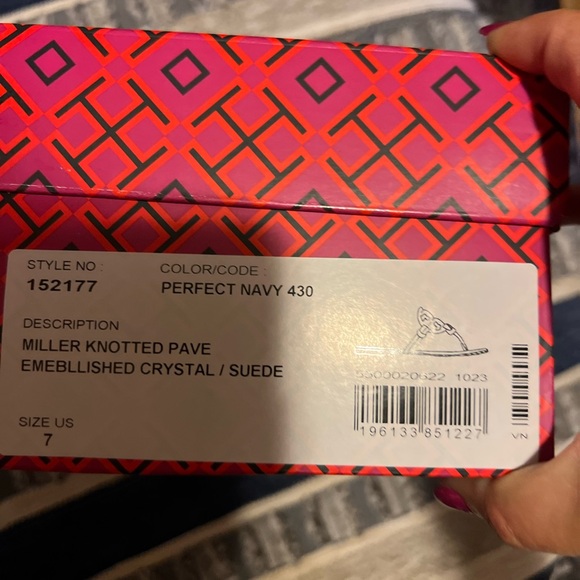 STYLE NO :
COLOR/CODE :
152177
PERFECT NAVY 430
DESCRIPTION
MILLER KNOTTED PAVE
EMEBLLISHED CRYSTAL / SUEDE
SIZE US
7
5503020622 1023
196133 851227
VN